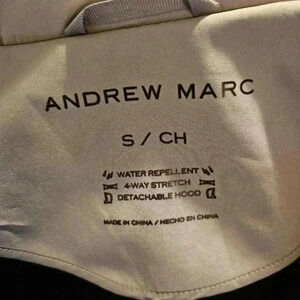 ANDREW MARC
S / CH
WATER REPELLENT
4-WAY STRETCH
DETACHABLE HOOD
MADE IN CHINA / HECHO EN CHINA